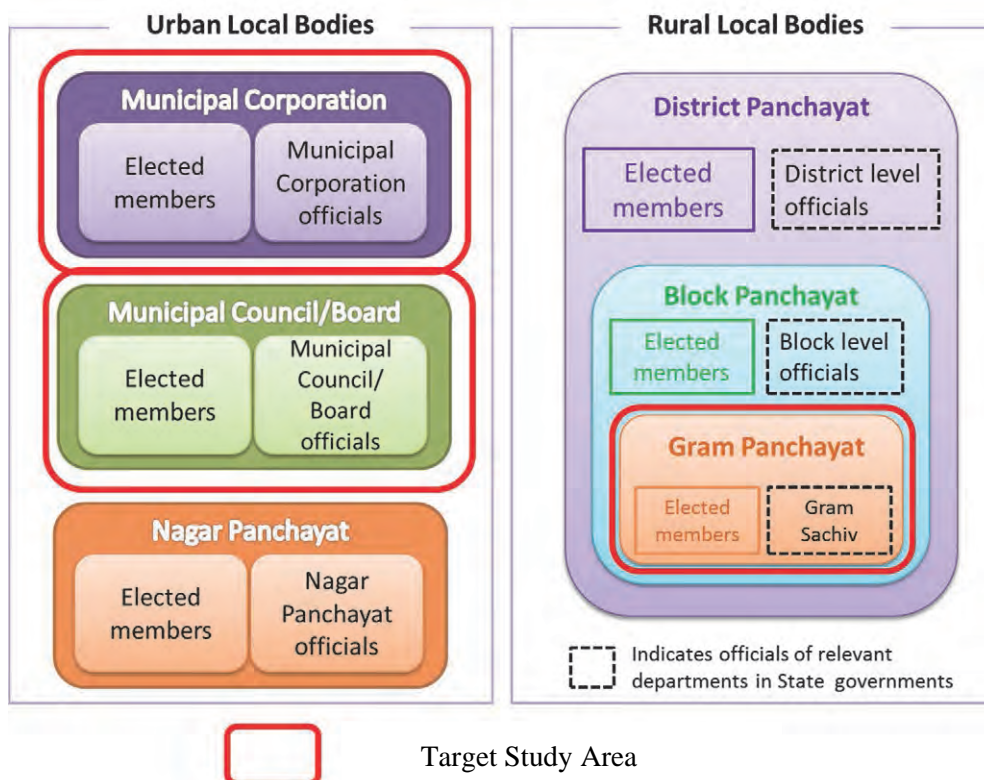 Urban Local Bodies
Municipal Corporation
Elected
members
Municipal
Corporation
officials
Municipal Council/Board
Elected
members
Municipal
Council/
Board
officials
Nagar Panchayat
Elected
members
Nagar
Panchayat
officials
Rural Local Bodies
District Panchayat
Elected
members
District level
officials
Block Panchayat
Elected
members
Block level
officials
Gram Panchayat
Elected
members
Gram
Sachiv
Indicates officials of relevant
departments in State governments
Target Study Area